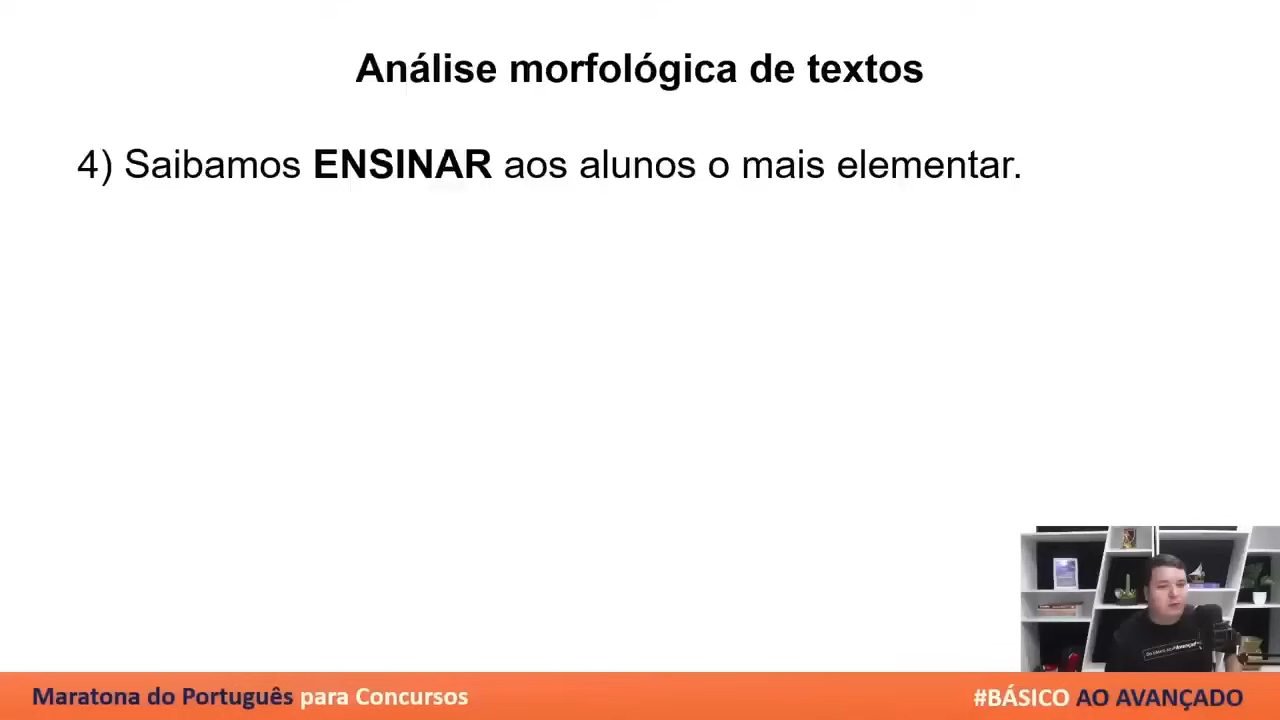 Análise morfológica de textos
4) Saibamos ENSINAR aos alunos o mais elementar.
Maratona do Português para Concursos
#BÁSICO AO AVANÇADO